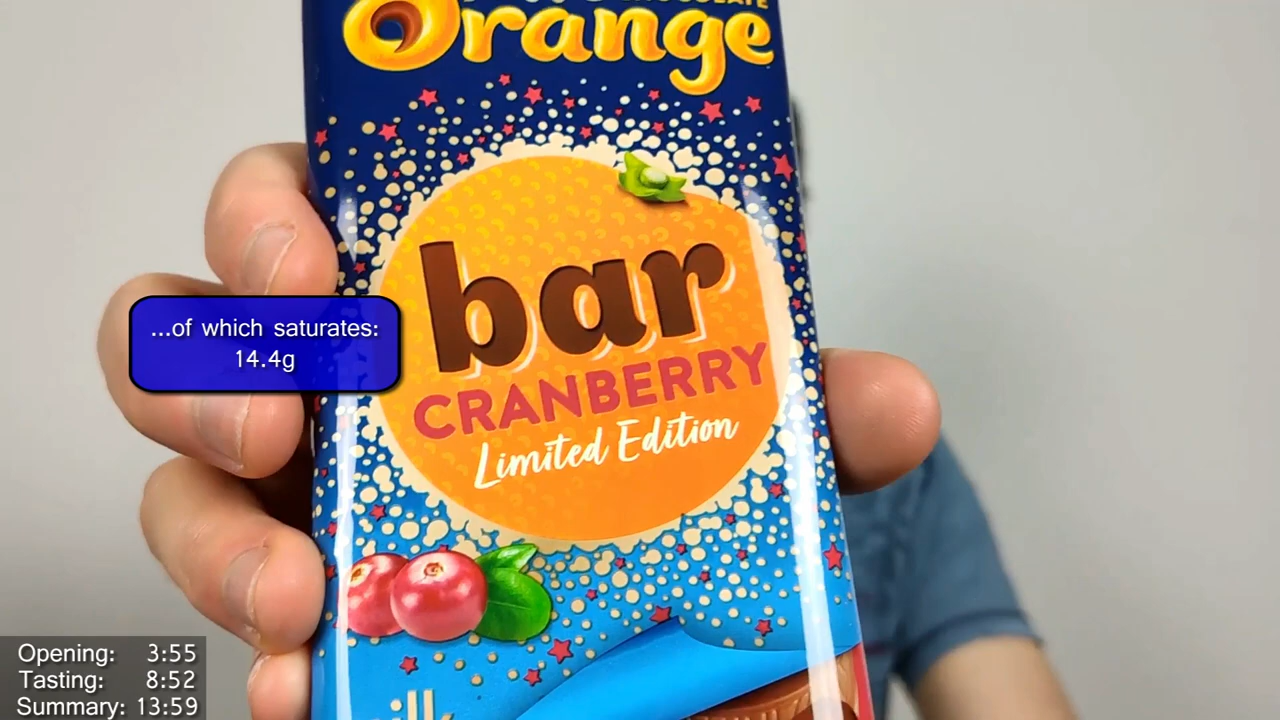 Orange
bar
CRANBERRY
Limited Edition
...of which saturates:
14.4g
Opening: 3:55
Tasting: 8:52
Summary: 13:59